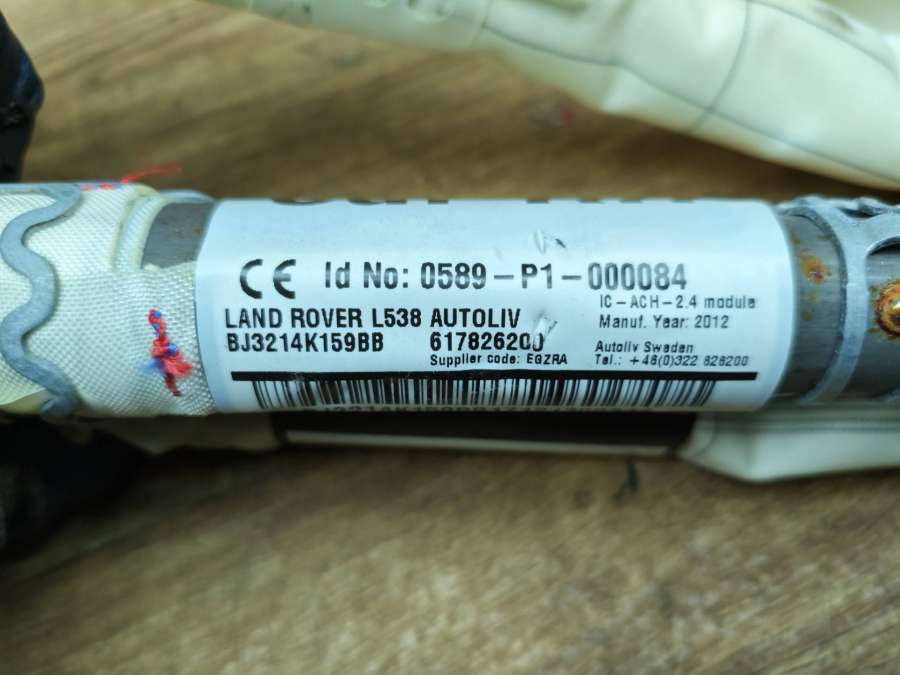 CE Id No: 0589-P1-000084
IC-ACH-2.4 module
LAND ROVER L538 AUTOLIV
Manuf. Year: 2012
BJ3214K159BB 617826200
Autoliv Sweden
Supplier code: EGZRA
Tel.: +46(0)322 626200